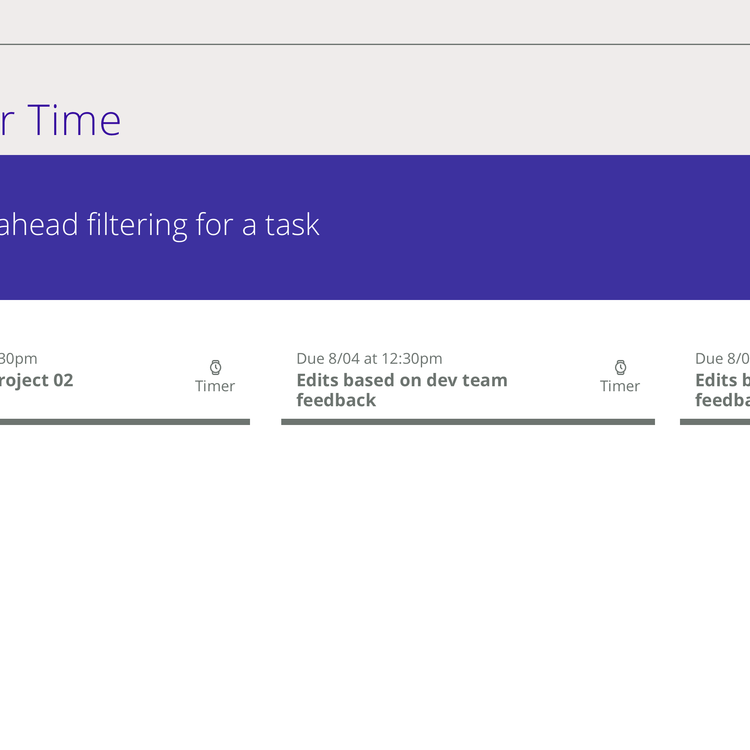 r Time
ahead filtering for a task
30pm
roject 02
Timer
Due 8/04 at 12:30pm
Edits based on dev team
feedback
Timer
Due 8/0
Edits b
feedba